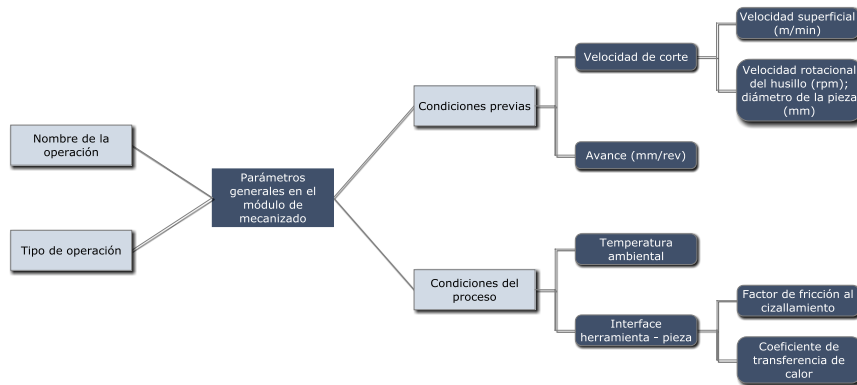 Nombre de la
operación
Tipo de operación
Parámetros
generales en el
módulo de
mecanizado
Condiciones previas
Velocidad de corte
Velocidad superficial
(m/min)
Velocidad rotacional
del husillo (rpm);
diámetro de la pieza
(mm)
Avance (mm/rev)
Condiciones del
proceso
Temperatura
ambiental
Interface
herramienta - pieza
Factor de fricción al
cizallamiento
Coeficiente de
transferencia de
calor